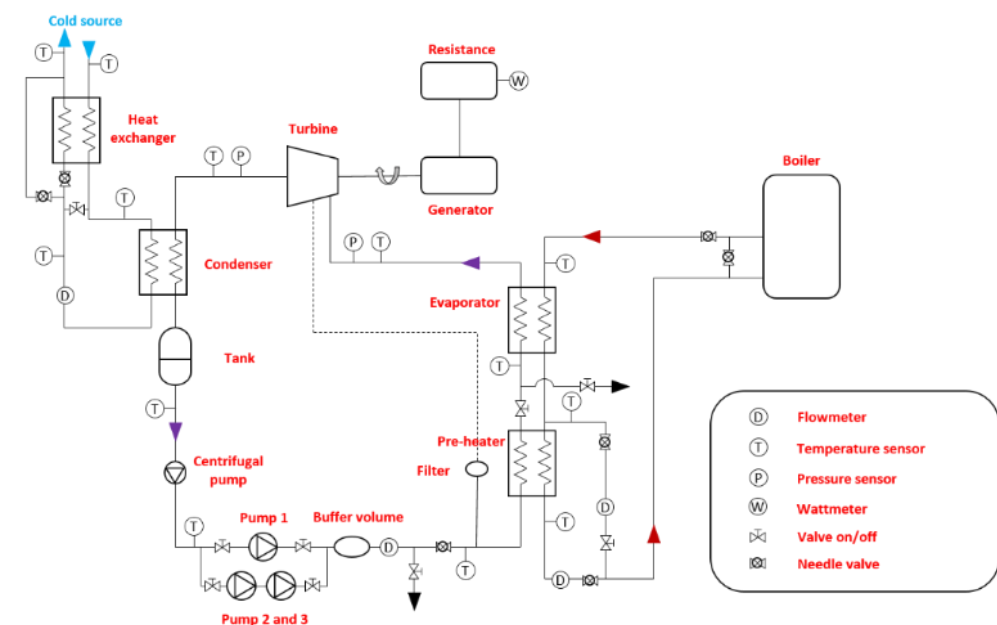 Cold source
T
T
Resistance
W
Heat
exchanger
Turbine
T
P
Boiler
Generator
T
T
Condenser
P
T
T
D
Evaporator
Tank
T
T
T
Pre-heater
Filter
Centrifugal
pump
Pump 1
Buffer volume
T
D
T
D
T
D
Pump 2 and 3
D
Flowmeter
T
Temperature sensor
P
Pressure sensor
W
Wattmeter
Valve on/off
Needle valve